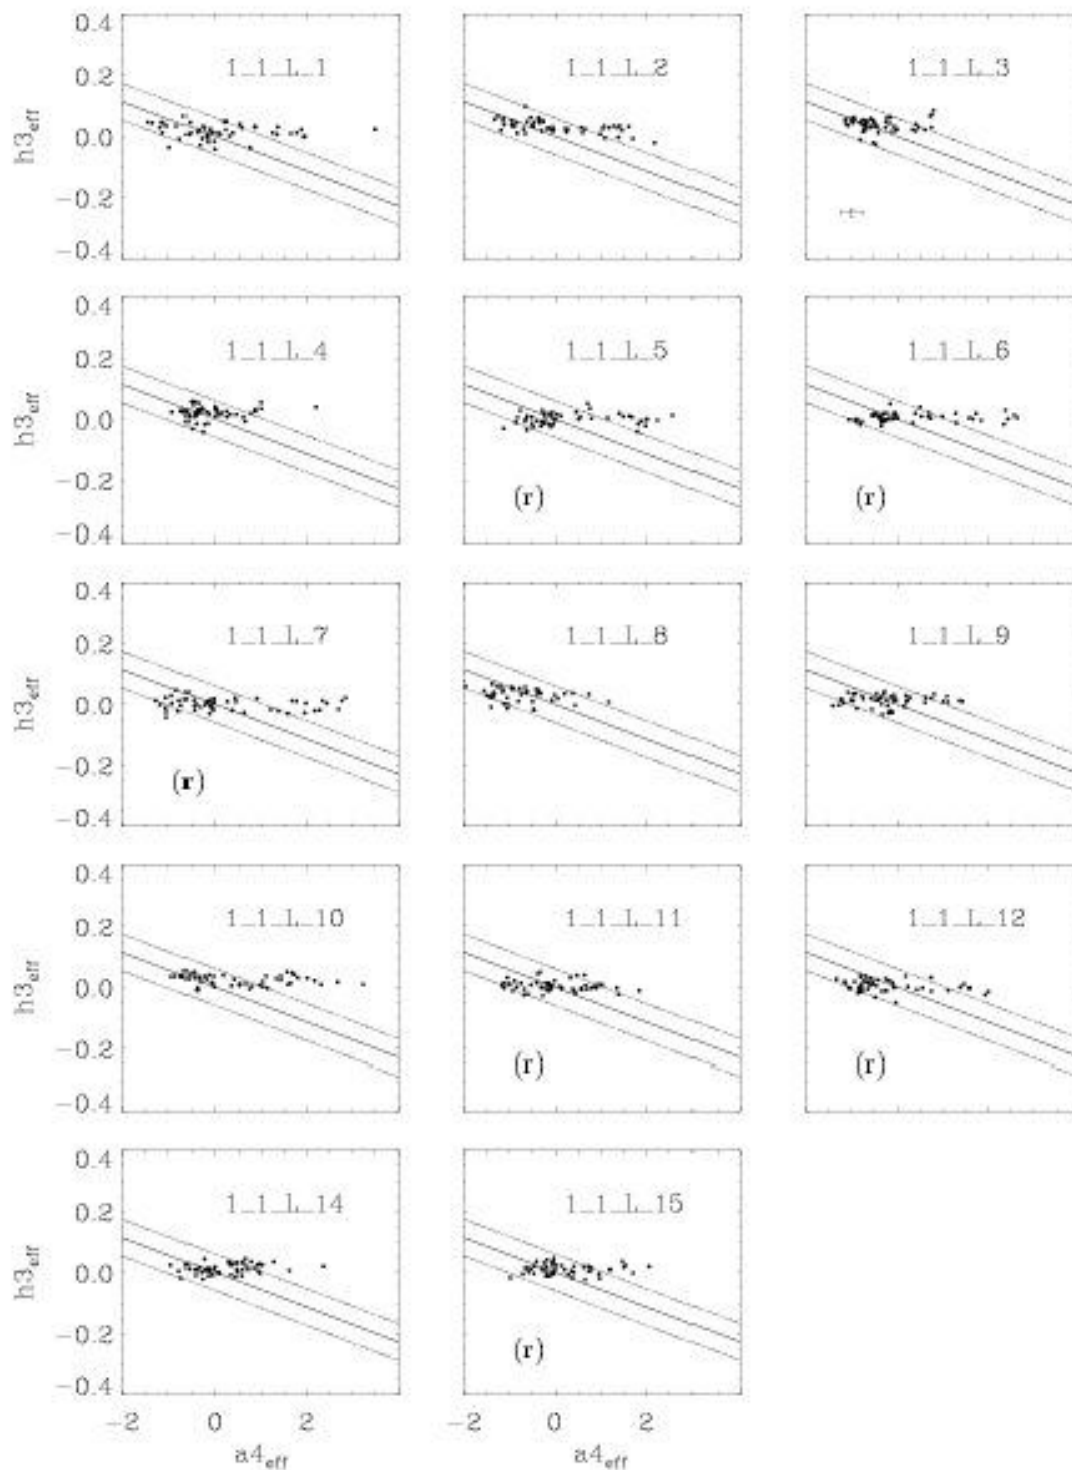 0.4
0.2
0.0
−0.2
−0.4
h3eff
1_1_L_1
1_1_L_2
1_1_L_3
0.4
0.2
0.0
−0.2
−0.4
h3eff
1_1_L_4
1_1_L_5
(r)
1_1_L_6
(r)
0.4
0.2
0.0
−0.2
−0.4
h3eff
1_1_L_7
(r)
1_1_L_8
1_1_L_9
0.4
0.2
0.0
−0.2
−0.4
h3eff
1_1_L_10
1_1_L_11
(r)
1_1_L_12
(r)
0.4
0.2
0.0
−0.2
−0.4
h3eff
1_1_L_14
1_1_L_15
(r)
−2 0 2
a4eff
−2 0 2
a4eff